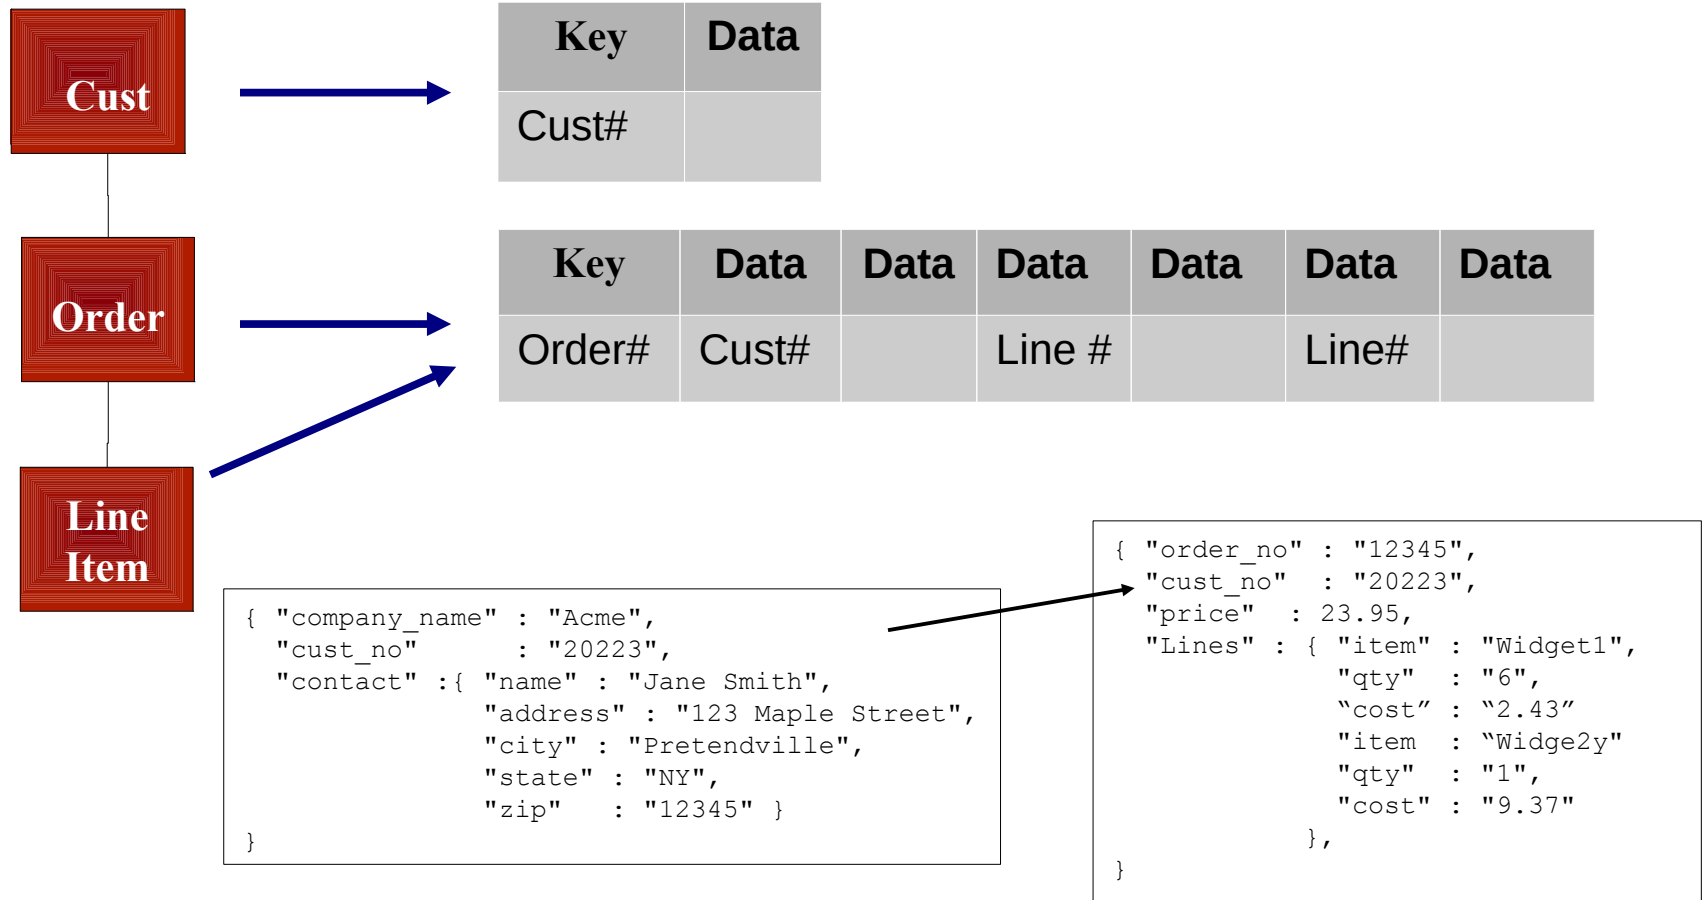 Cust
Key Data
Cust#
Order
Key Data Data Data Data Data Data
Order# Cust# Line # Line#
Line
Item
{ "company_name" : "Acme",
"cust_no" : "20223",
"contact" :{ "name" : "Jane Smith",
"address" : "123 Maple Street",
"city" : "Pretendville",
"state" : "NY",
"zip" : "12345" }
}
{ "order_no" : "12345",
"cust_no" : "20223",
"price" : 23.95,
"Lines" : { "item" : "Widget1",
"qty" : "6",
“cost” : “2.43”
"item : “Widge2y"
"qty" : "1",
"cost" : "9.37"
},
}